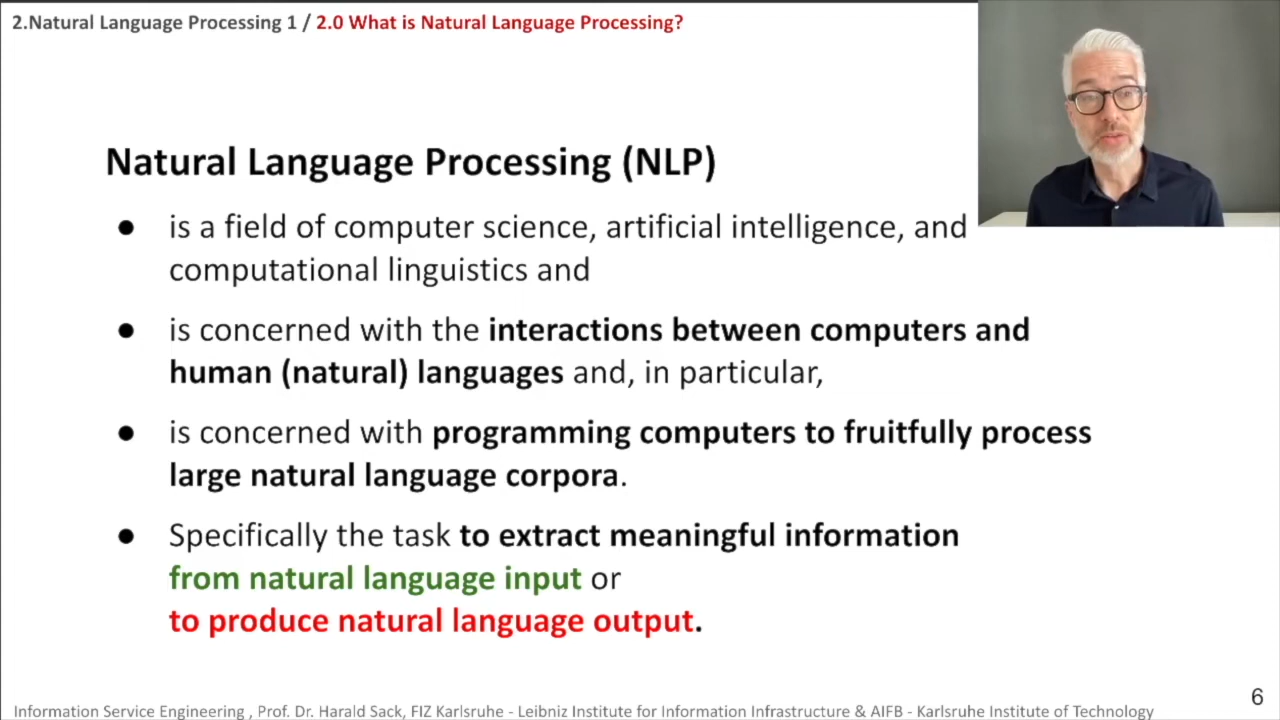 2.Natural Language Processing 1 / 2.0 What is Natural Language Processing?
Natural Language Processing (NLP)
● is a field of computer science, artificial intelligence, and
computational linguistics and
● is concerned with the interactions between computers and
human (natural) languages and, in particular,
● is concerned with programming computers to fruitfully process
large natural language corpora.
● Specifically the task to extract meaningful information
from natural language input or
to produce natural language output.
6
Information Service Engineering , Prof. Dr. Harald Sack, FIZ Karlsruhe - Leibniz Institute for Information Infrastructure & AIFB - Karlsruhe Institute of Technology